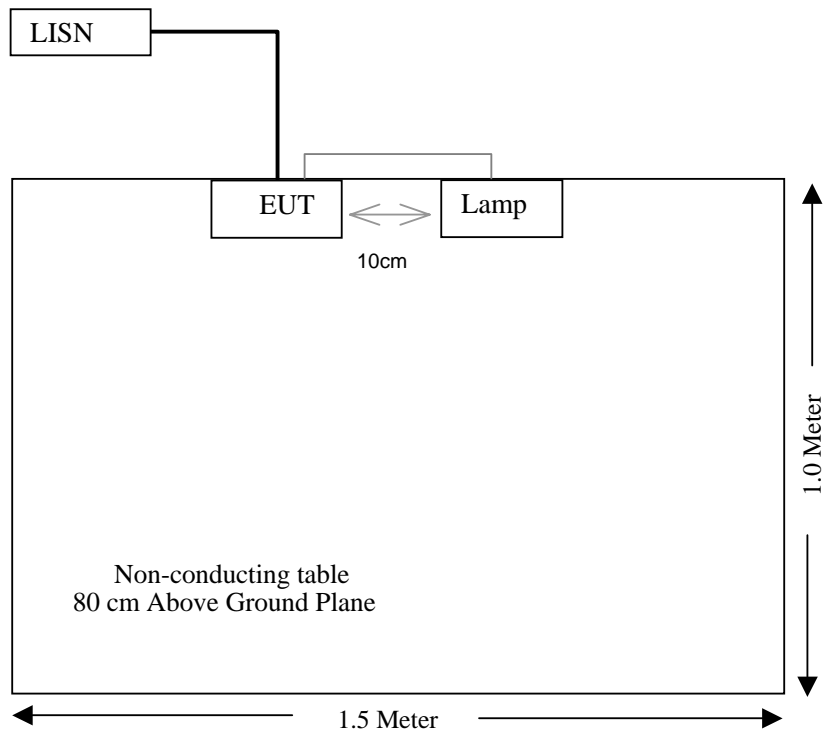 LISN
EUT
Lamp
10cm
1.0 Meter
Non-conducting table
80 cm Above Ground Plane
1.5 Meter